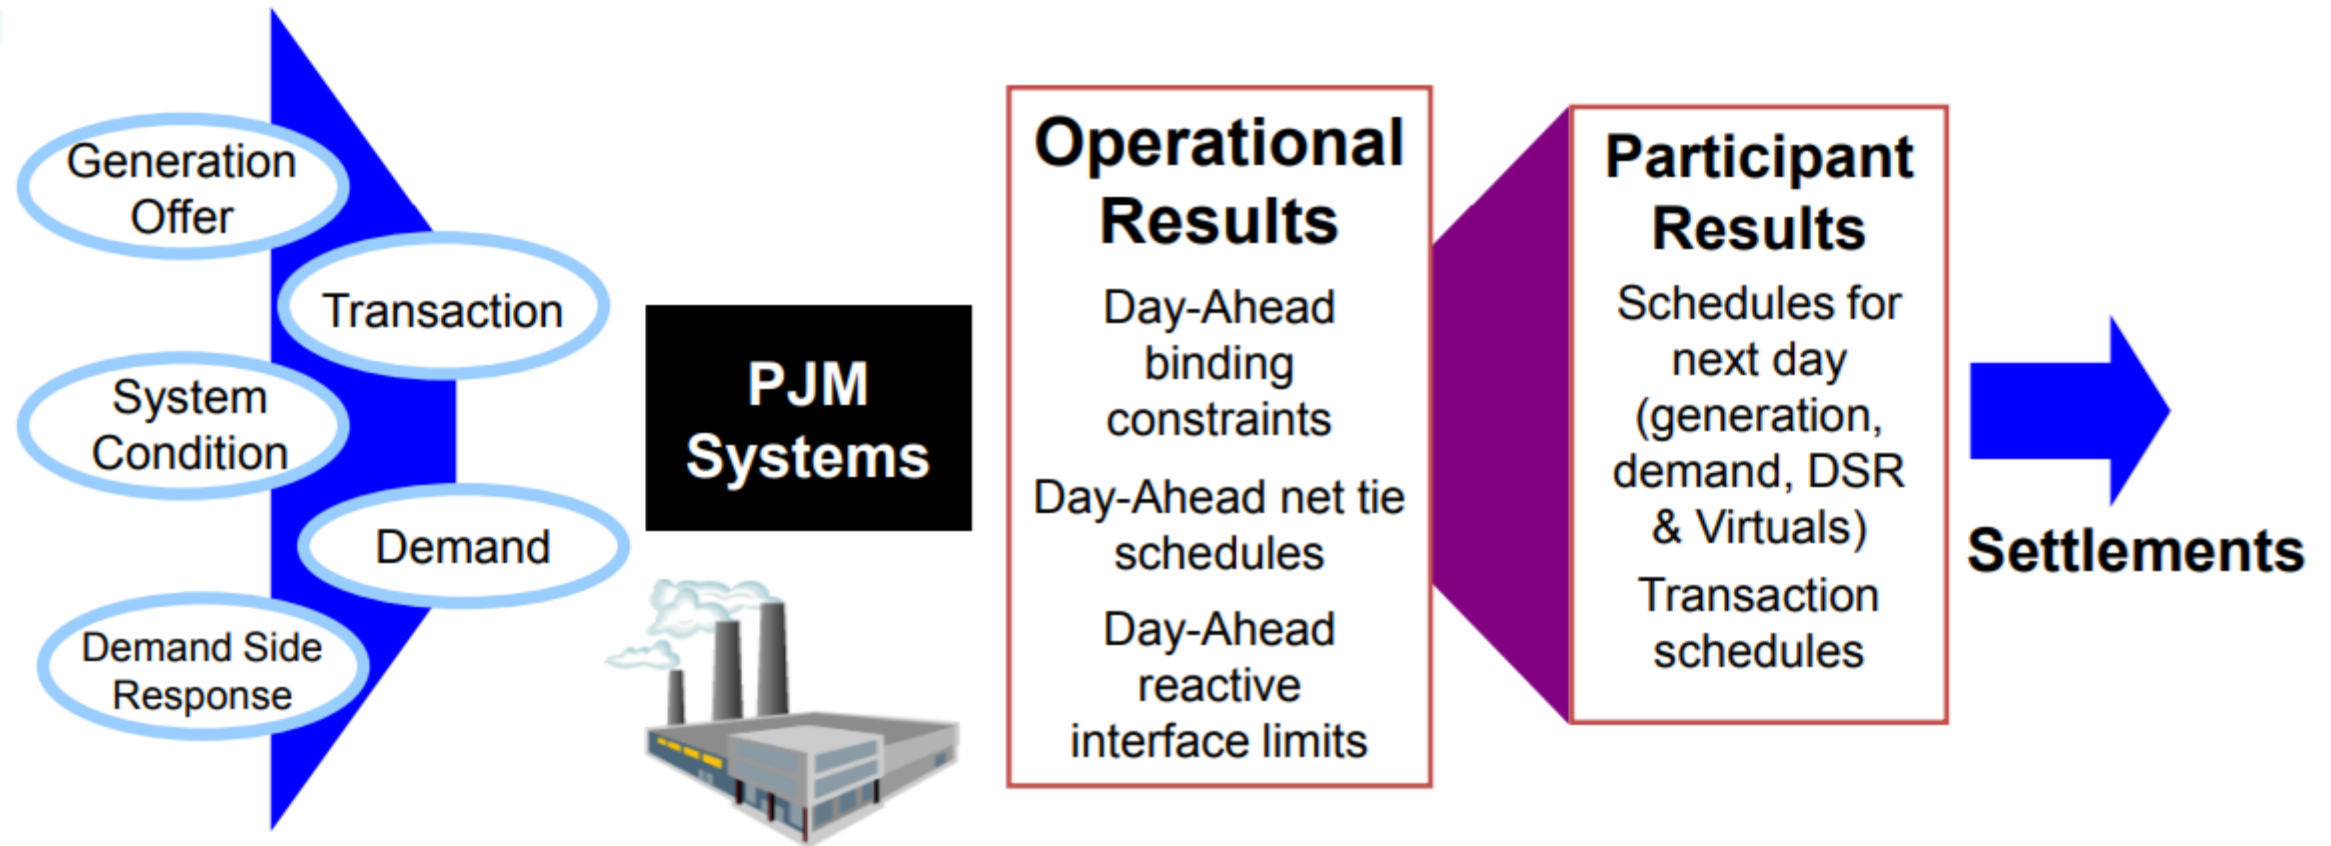 Generation
Offer
Transaction
System
Condition
Demand
Demand Side
Response
PJM
Systems
Operational
Results
Day-Ahead
binding
constraints
Day-Ahead net tie
schedules
Day-Ahead
reactive
interface limits
Participant
Results
Schedules for
next day
(generation,
demand, DSR
& Virtuals)
Transaction
schedules
Settlements